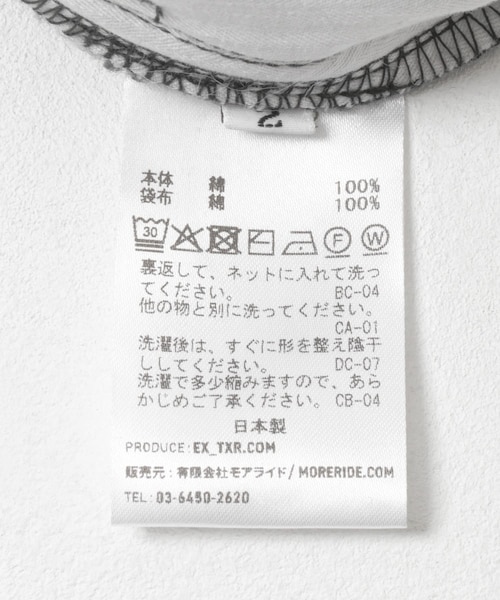 本体 綿 100%
袋布 綿 100%
30 F W
裏返して、ネットに入れて洗っ
てください。 BC-04
他の物と別に洗ってください。
CA-01
洗濯後は、すぐに形を整え陰干
ししてください。 DC-07
洗濯で多少縮みますので、あら
かじめご了承ください。 CB-04
日本製
PRODUCE: EX_TXR.COM
販売元：有限会社モアライド/MORERIDE.COM
TEL: 03-6450-2620